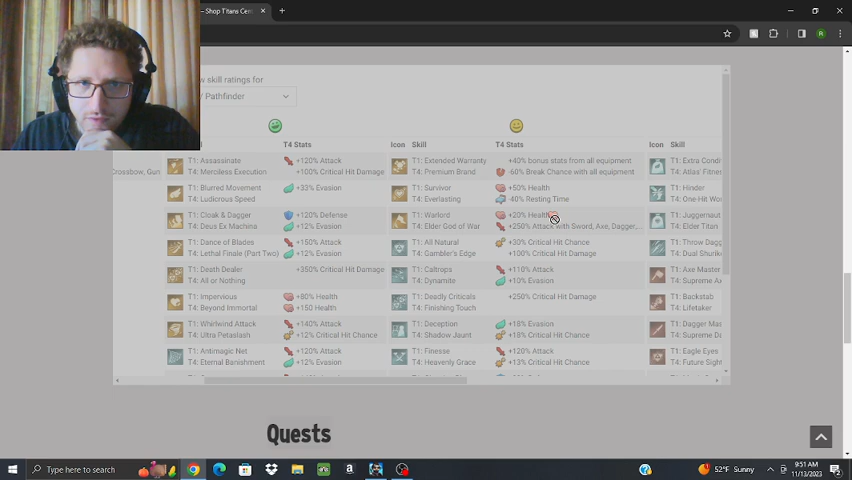 – Shop Titans Cen
w skill ratings for
/ Pathfinder
T4 Stats Icon Skill T4 Stats Icon Skill
Crossbow, Gun
T1: Assassinate +120% Attack T1: Extended Warranty +40% bonus stats from all equipment T1: Extra Condi
T4: Merciless Execution +100% Critical Hit Damage T4: Premium Brand -60% Break Chance with all equipment T4: Atlas' Fitne
T1: Blurred Movement +33% Evasion T1: Survivor +50% Health T1: Hinder
T4: Ludicrous Speed T4: Everlasting -40% Resting Time T4: One-Hit Wo
T1: Cloak & Dagger +120% Defense T1: Warlord +20% Health T1: Juggernaut
T4: Deus Ex Machina +12% Evasion T4: Elder God of War +250% Attack with Sword, Axe, Dagger,... T4: Elder Titan
T1: Dance of Blades +150% Attack T1: All Natural +30% Critical Hit Chance T1: Throw Dagg
T4: Lethal Finale (Part Two) +12% Evasion T4: Gambler's Edge +100% Critical Hit Damage T4: Dual Shurik
T1: Death Dealer +350% Critical Hit Damage T1: Caltrops +110% Attack T1: Axe Master
T4: All or Nothing T4: Dynamite +10% Evasion T4: Supreme Ax
T1: Impervious +80% Health T1: Deadly Criticals +250% Critical Hit Damage T1: Backstab
T4: Beyond Immortal +150 Health T4: Finishing Touch T4: Lifetaker
T1: Whirlwind Attack +140% Attack T1: Deception +18% Evasion T1: Dagger Mas
T4: Ultra Petaslash +12% Critical Hit Chance T4: Shadow Jaunt +18% Critical Hit Chance T4: Supreme Da
T1: Antimagic Net +120% Attack T1: Finesse +120% Attack T1: Eagle Eyes
T4: Eternal Banishment +12% Evasion T4: Heavenly Grace +13% Critical Hit Chance T4: Future Sigh
Quests
Type here to search
52°F Sunny
9:51 AM
11/13/2023